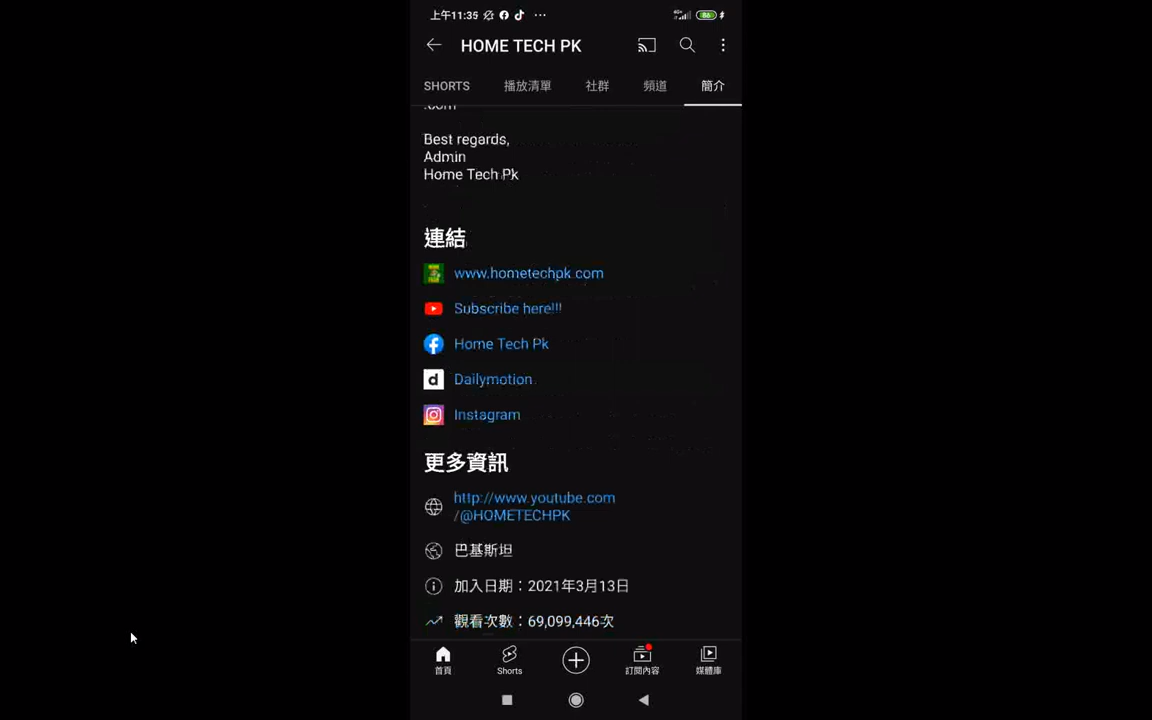 上午11:35
4G+
86
HOME TECH PK
SHORTS 播放清單 社群 頻道 簡介
.com
Best regards,
Admin
Home Tech Pk
連結
www.hometechpk.com
Subscribe here!!!
Home Tech Pk
Dailymotion
Instagram
更多資訊
http://www.youtube.com
/@HOMETECHPK
巴基斯坦
加入日期：2021年3月13日
觀看次數：69,099,446次
首頁 Shorts 訂閱內容 媒體庫